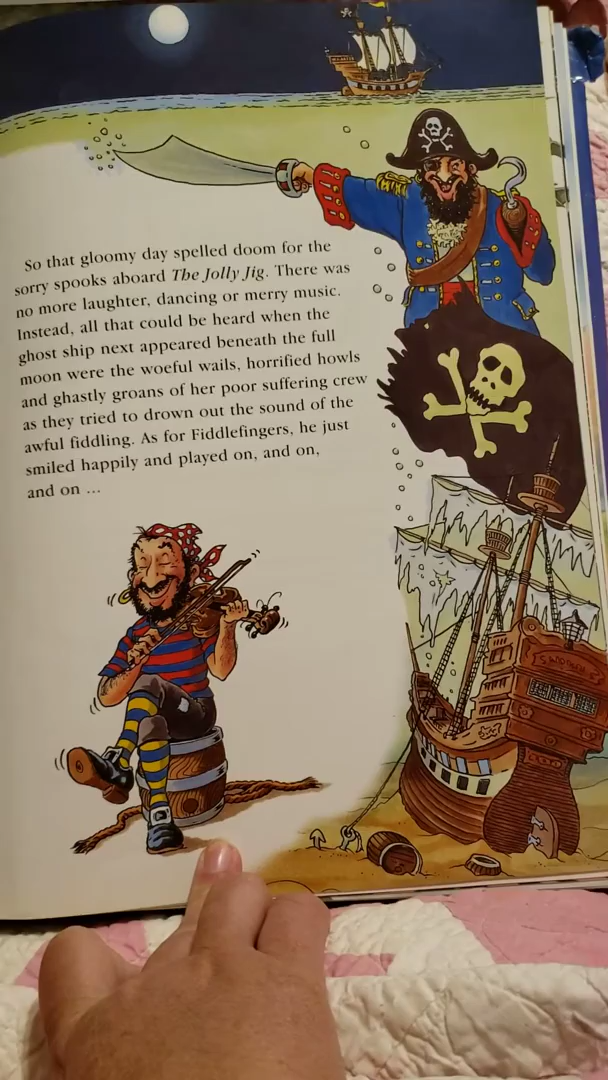 So that gloomy day spelled doom for the
sorry spooks aboard The Jolly Jig. There was
no more laughter, dancing or merry music.
Instead, all that could be heard when the
ghost ship next appeared beneath the full
moon were the woeful wails, horrified howls
and ghastly groans of her poor suffering crew
as they tried to drown out the sound of the
awful fiddling. As for Fiddlefingers, he just
smiled happily and played on, and on,
and on ...